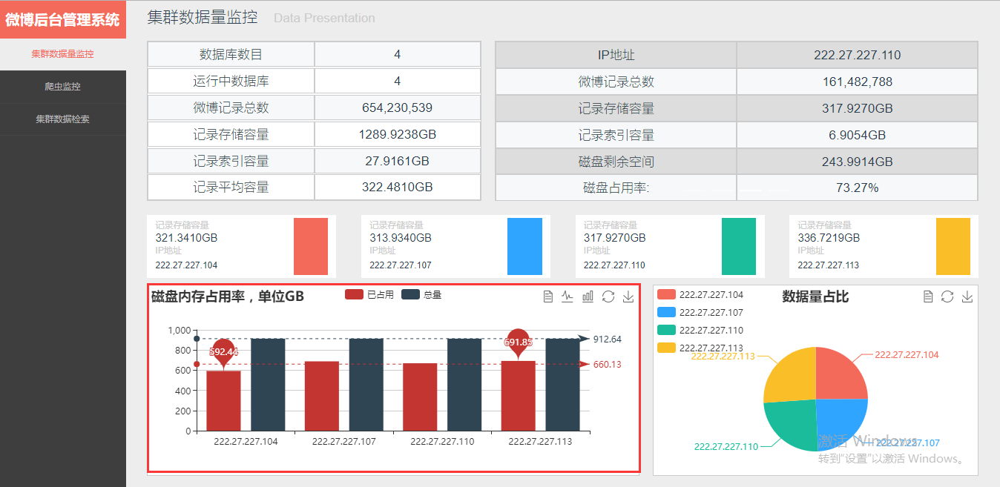 微博后台管理系统
集群数据量监控
爬虫监控
集群数据检索
集群数据量监控 Data Presentation
数据库数目 4
运行中数据库 4
微博记录总数 654,230,539
记录存储容量 1289.9238GB
记录索引容量 27.9161GB
记录平均容量 322.4810GB
IP地址 222.27.227.110
微博记录总数 161,482,788
记录存储容量 317.9270GB
记录索引容量 6.9054GB
磁盘剩余空间 243.9914GB
磁盘占用率: 73.27%
记录存储容量
321.3410GB
IP地址
222.27.227.104
记录存储容量
313.9340GB
IP地址
222.27.227.107
记录存储容量
317.9270GB
IP地址
222.27.227.110
记录存储容量
336.7219GB
IP地址
222.27.227.113
磁盘内存占用率，单位GB 已占用 总量
1,000
800
600
400
200
0
592.44
691.85
912.64
660.13
222.27.227.104 222.27.227.107 222.27.227.110 222.27.227.113
数据量占比
222.27.227.104
222.27.227.107
222.27.227.110
222.27.227.113
222.27.227.113
222.27.227.104
222.27.227.110
222.27.227.107
激活 Windows
转到"设置"以激活 Windows。